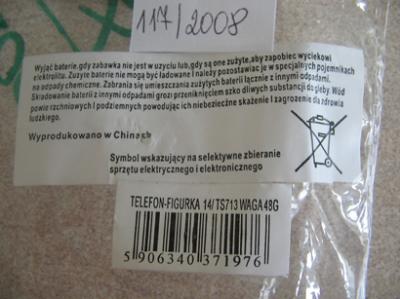 117/2008
Wyjąć baterie,gdy zabawka nie jest w użyciu lub,gdy są one zużyte,aby zapobiec wyciekowi
elektrolitu. Zużyte baterie nie mogą być ładowane i należy pozostawiać je w specjalnych pojemnikach
na odpady chemiczne. Zabrania się umieszczania zużytych baterii łącznie z innymi odpadami.
Składowanie baterii z innymi odpadami grozi przeniknięciem szko dliwych substancji do gleby. Wód
powie rzchniowych i podziemnych powodując ich niebezpieczne skażenie i zagrożenie dla zdrowia
ludzkiego.
Wyprodukowano w Chinach
Symbol wskazujący na selektywne zbieranie
sprzętu elektrycznego i elektronicznego
TELEFON-FIGURKA 14/ TS713 WAGA 48G
5 906340 371976